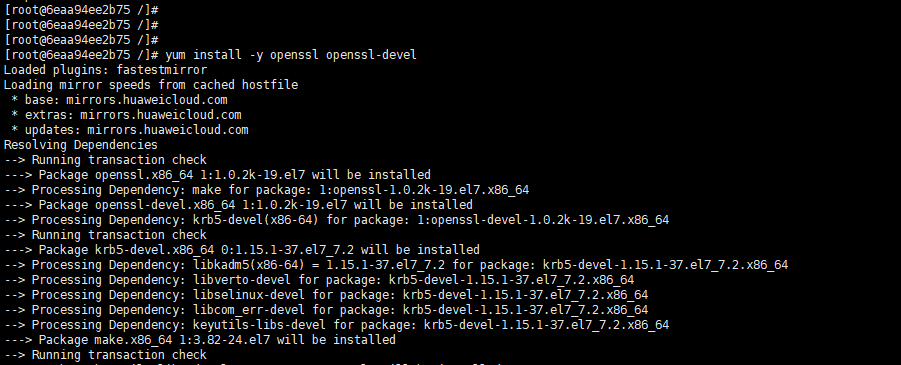 [root@6eaa94ee2b75 /]#
[root@6eaa94ee2b75 /]#
[root@6eaa94ee2b75 /]#
[root@6eaa94ee2b75 /]# yum install -y openssl openssl-devel
Loaded plugins: fastestmirror
Loading mirror speeds from cached hostfile
 * base: mirrors.huaweicloud.com
 * extras: mirrors.huaweicloud.com
 * updates: mirrors.huaweicloud.com
Resolving Dependencies
--> Running transaction check
---> Package openssl.x86_64 1:1.0.2k-19.el7 will be installed
--> Processing Dependency: make for package: 1:openssl-1.0.2k-19.el7.x86_64
---> Package openssl-devel.x86_64 1:1.0.2k-19.el7 will be installed
--> Processing Dependency: krb5-devel(x86-64) for package: 1:openssl-devel-1.0.2k-19.el7.x86_64
--> Running transaction check
---> Package krb5-devel.x86_64 0:1.15.1-37.el7_7.2 will be installed
--> Processing Dependency: libkadm5(x86-64) = 1.15.1-37.el7_7.2 for package: krb5-devel-1.15.1-37.el7_7.2.x86_64
--> Processing Dependency: libverto-devel for package: krb5-devel-1.15.1-37.el7_7.2.x86_64
--> Processing Dependency: libselinux-devel for package: krb5-devel-1.15.1-37.el7_7.2.x86_64
--> Processing Dependency: libcom_err-devel for package: krb5-devel-1.15.1-37.el7_7.2.x86_64
--> Processing Dependency: keyutils-libs-devel for package: krb5-devel-1.15.1-37.el7_7.2.x86_64
---> Package make.x86_64 1:3.82-24.el7 will be installed
--> Running transaction check